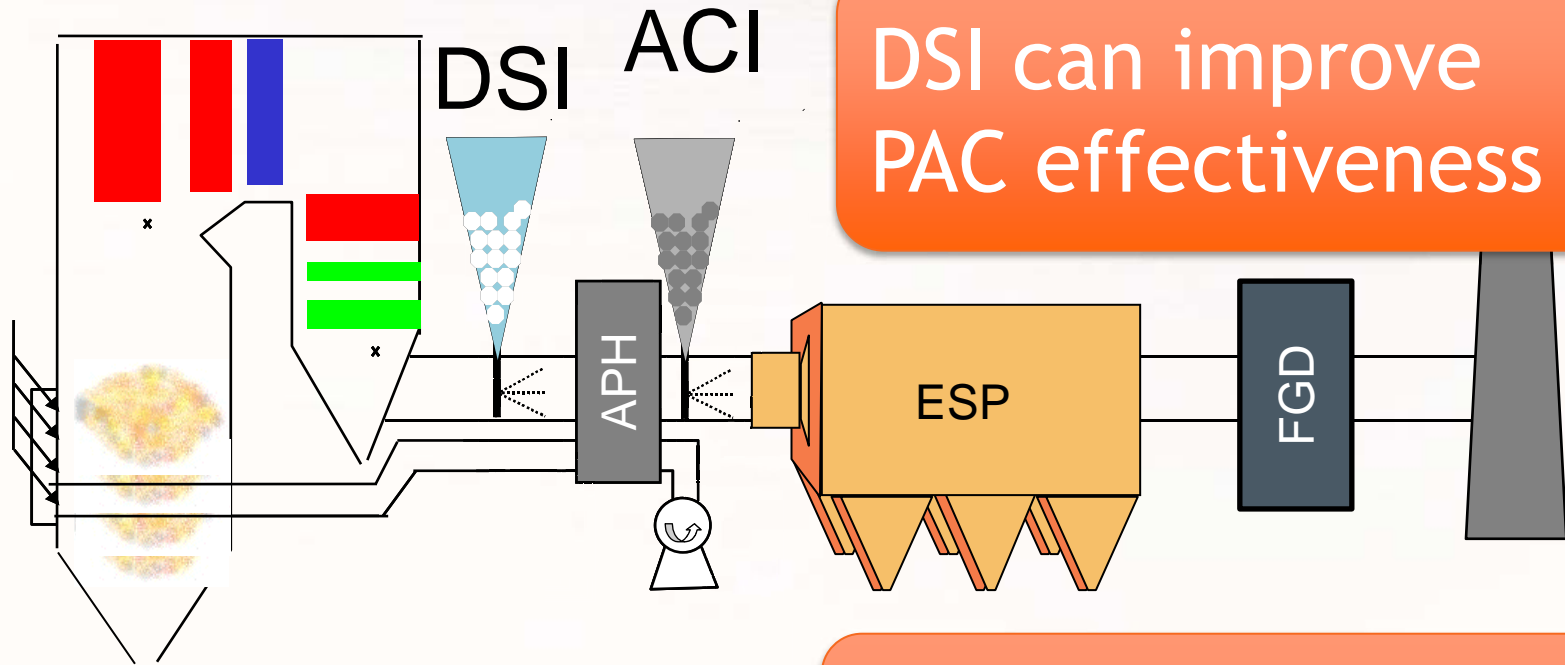 DSI
ACI
DSI can improve
PAC effectiveness
APH
ESP
FGD